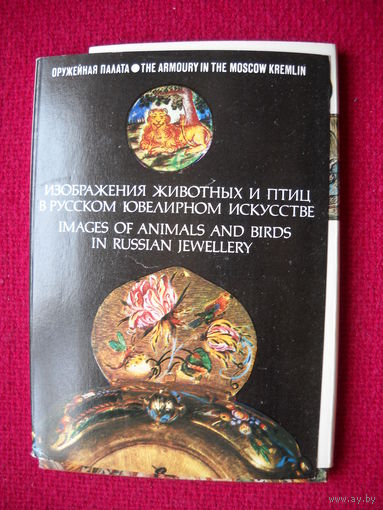 ОРУЖЕЙНАЯ ПАЛАТА ● THE ARMOURY IN THE MOSCOW KREMLIN
ИЗОБРАЖЕНИЯ ЖИВОТНЫХ И ПТИЦ
В РУССКОМ ЮВЕЛИРНОМ ИСКУССТВЕ
IMAGES OF ANIMALS AND BIRDS
IN RUSSIAN JEWELLERY
www.ay.by